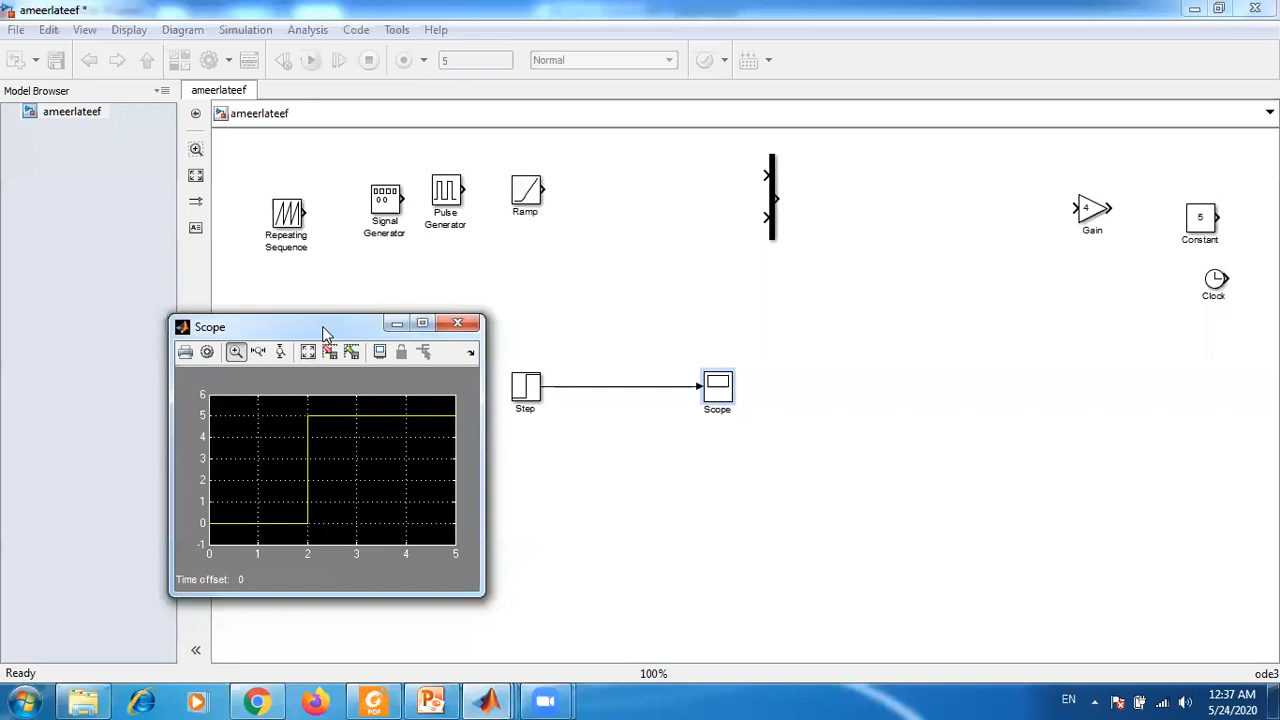 ameerlateef *
File Edit View Display Diagram Simulation Analysis Code Tools Help
5 Normal
Model Browser
ameerlateef
ameerlateef
ameerlateef
Repeating
Sequence
Signal
Generator
Pulse
Generator
Ramp
4
Gain
5
Constant
Clock
Scope
6
5
4
3
2
1
0
-1
0 1 2 3 4 5
Time offset: 0
Step
Scope
Ready 100% ode3
PDF
EN
12:37 AM
5/24/2020